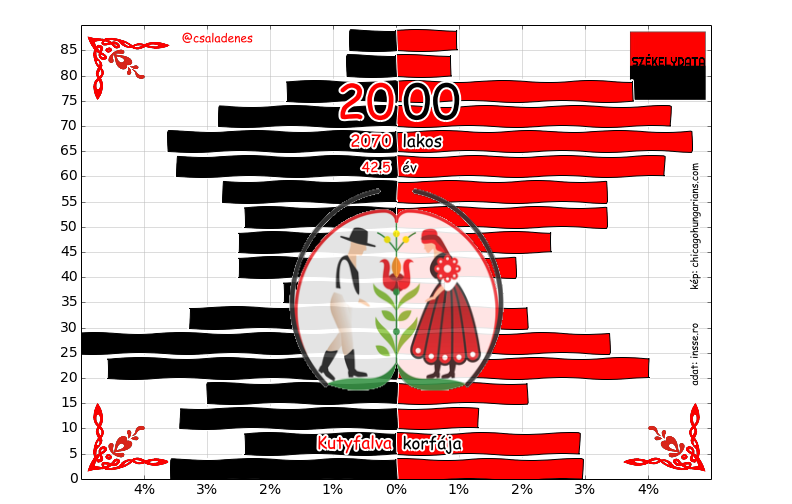 @csaladenes
SZÉKELYDATA
2000
2070 lakos
42,5 év
kép: chicagohungarians.com
adat: insse.ro
Kutyfalva korfája
85
80
75
70
65
60
55
50
45
40
35
30
25
20
15
10
5
0
4% 3% 2% 1% 0% 1% 2% 3% 4%